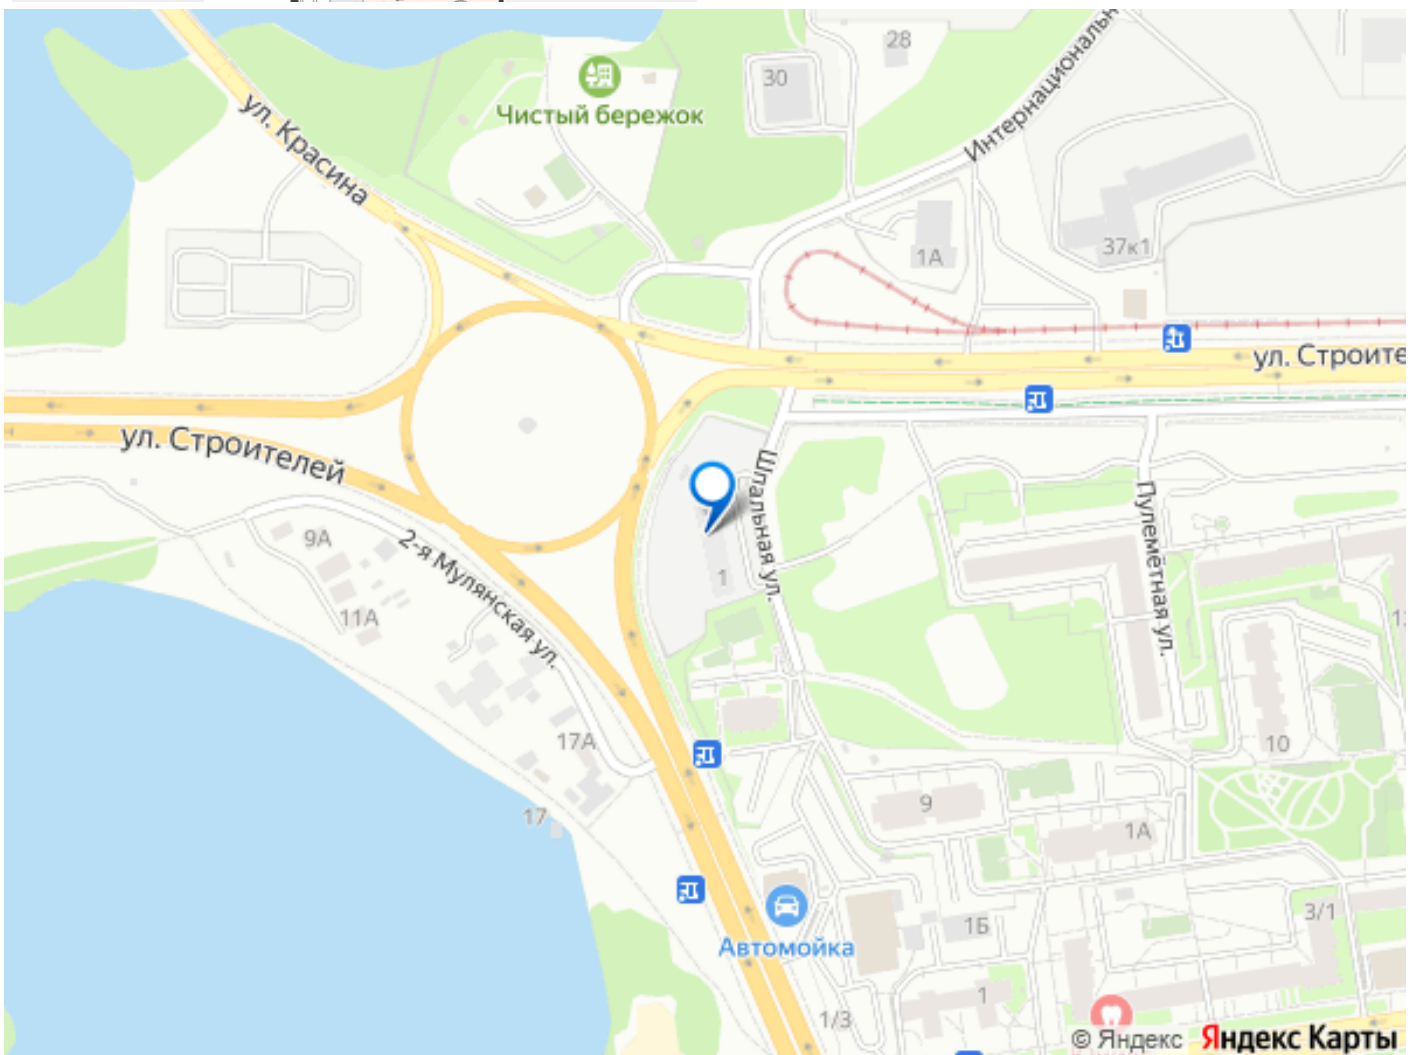 28
30
Чистый бережок
ул. Красина
Интернациональн
1А
37к1
ул. Строите
ул. Строителей
Шпальная ул.
Пулемётная ул.
9А
2-я Мулянская ул.
1
11А
17А
10
17
9
1А
Автомойка
1Б
3/1
1
1/3
© Яндекс Яндекс Карты